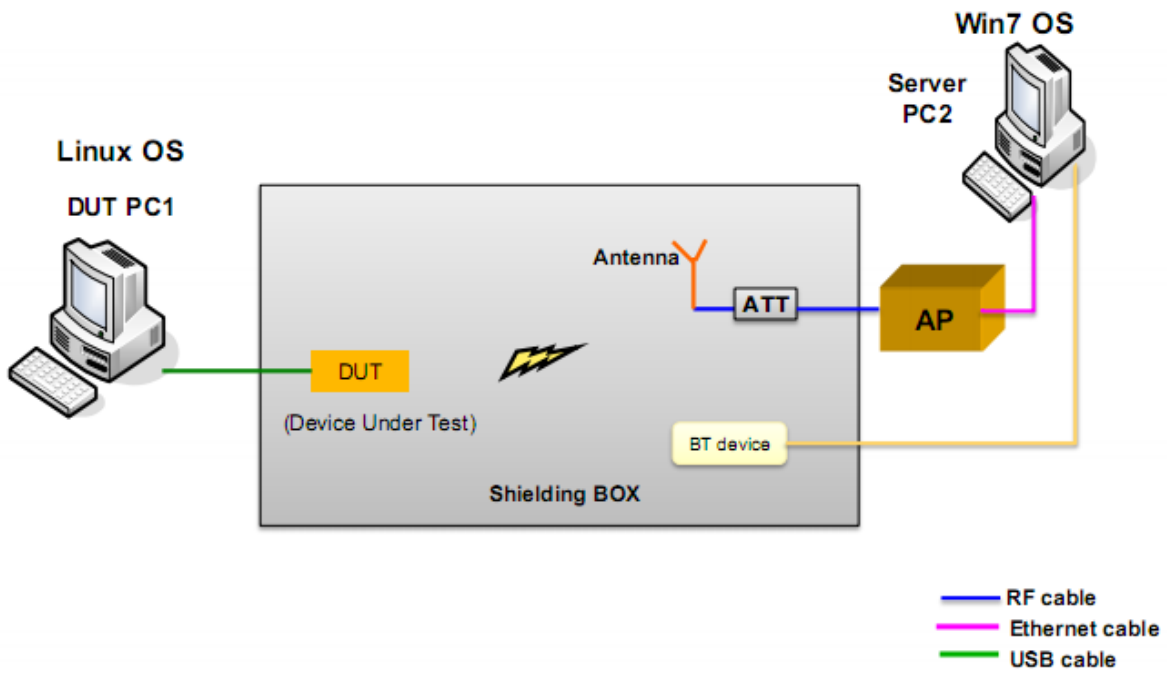 Win7 OS
Server
PC2
Linux OS
DUT PC1
Antenna
ATT
AP
DUT
(Device Under Test)
BT device
Shielding BOX
RF cable
Ethernet cable
USB cable